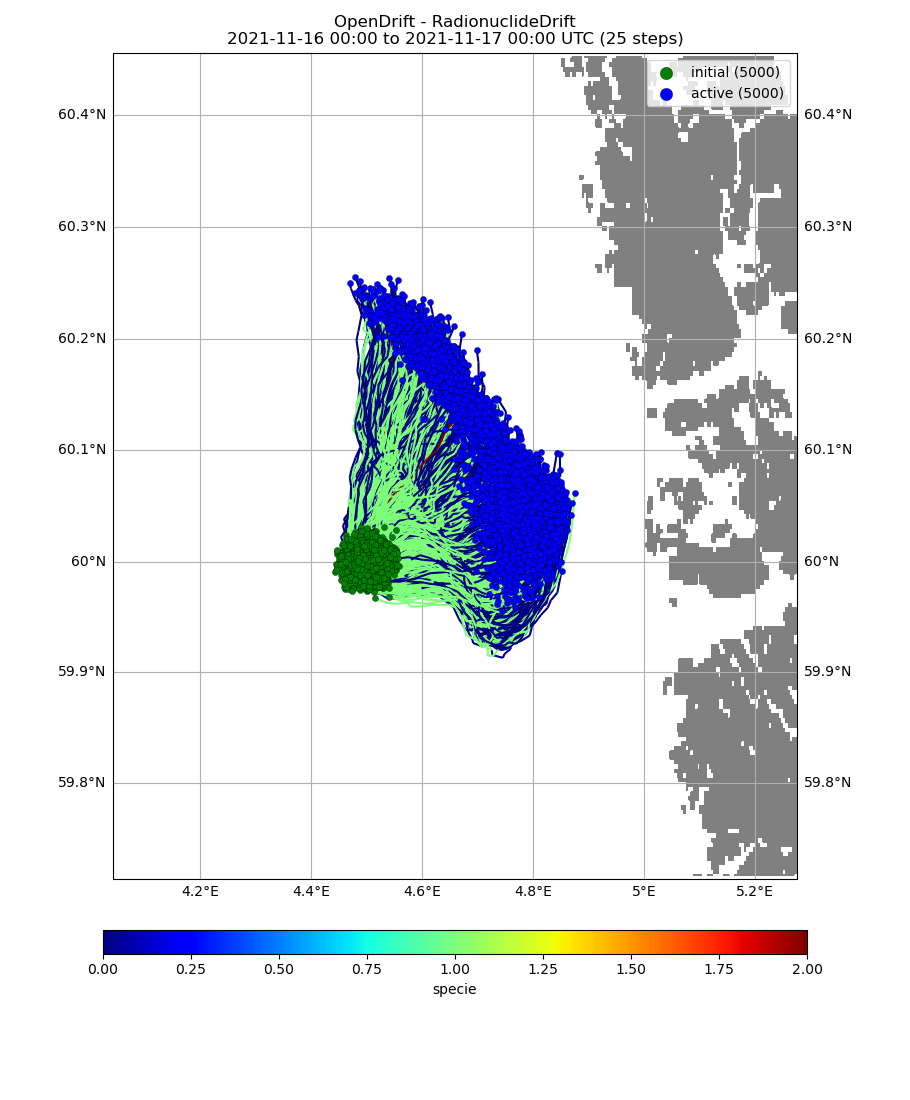 OpenDrift - RadionuclideDrift
2021-11-16 00:00 to 2021-11-17 00:00 UTC (25 steps)
initial (5000)
active (5000)
60.4°N 60.4°N
60.3°N 60.3°N
60.2°N 60.2°N
60.1°N 60.1°N
60°N 60°N
59.9°N 59.9°N
59.8°N 59.8°N
4.2°E 4.4°E 4.6°E 4.8°E 5°E 5.2°E
0.00 0.25 0.50 0.75 1.00 1.25 1.50 1.75 2.00
specie